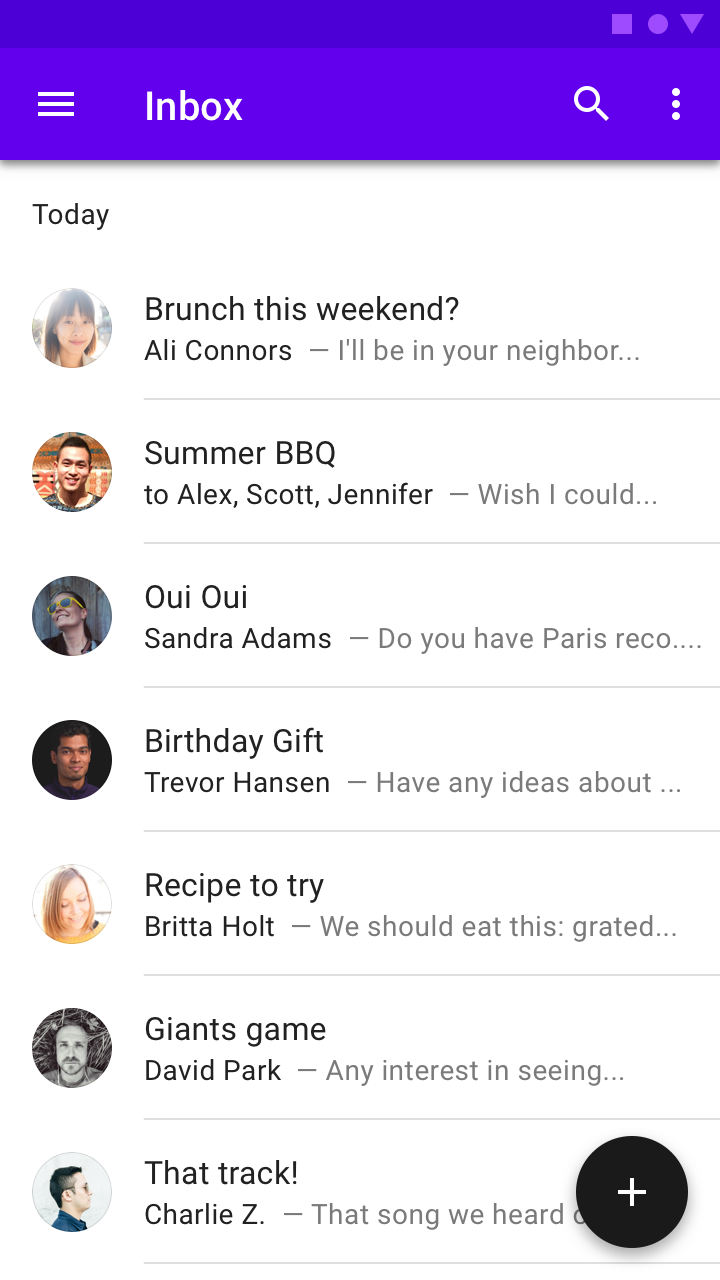 Inbox
Today
Brunch this weekend?
Ali Connors — I'll be in your neighbor...
Summer BBQ
to Alex, Scott, Jennifer — Wish I could...
Oui Oui
Sandra Adams — Do you have Paris reco....
Birthday Gift
Trevor Hansen — Have any ideas about ...
Recipe to try
Britta Holt — We should eat this: grated...
Giants game
David Park — Any interest in seeing...
That track!
Charlie Z. — That song we heard